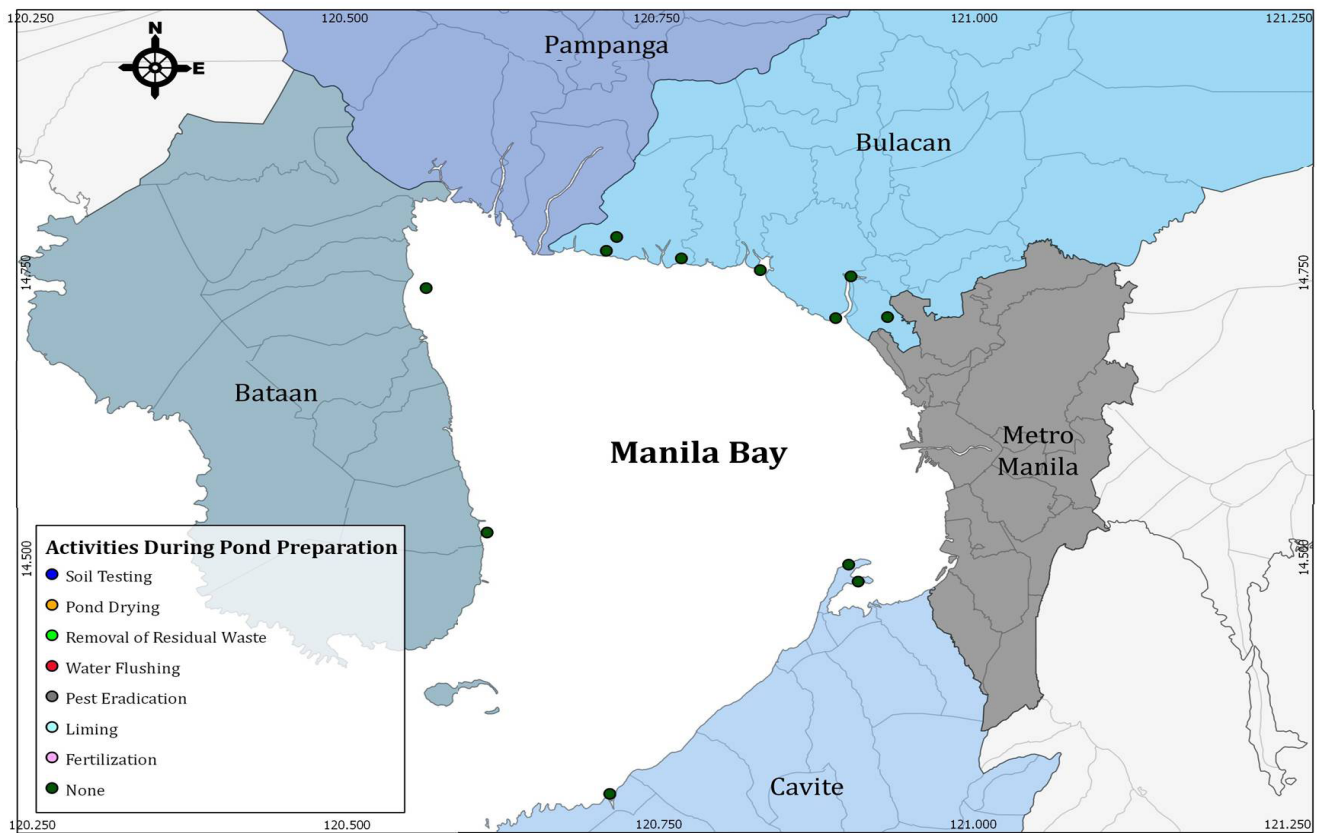 120.250 120.500 120.750 121.000 121.250
N
E
Pampanga
Bulacan
14.750 14.750
Bataan
Manila Bay
Metro
Manila
14.500 14.500
Activities During Pond Preparation
Soil Testing
Pond Drying
Removal of Residual Waste
Water Flushing
Pest Eradication
Liming
Fertilization
None
Cavite
120.250 120.500 120.750 121.000 121.250